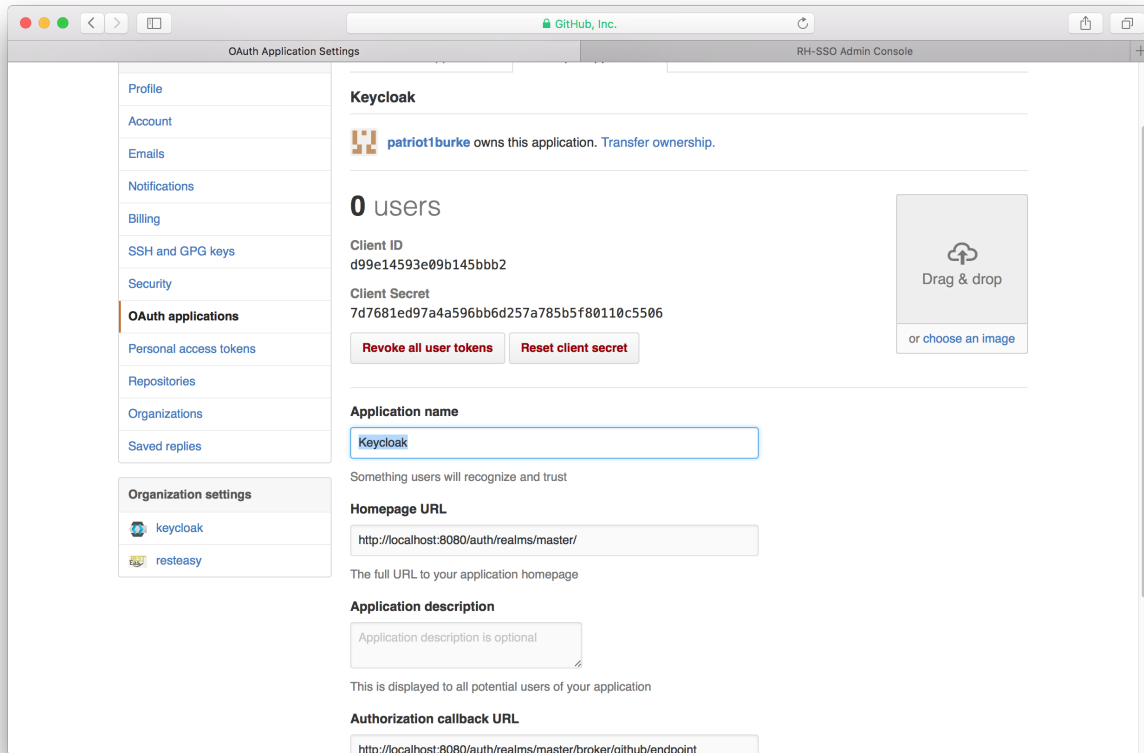 GitHub, Inc.
OAuth Application Settings
RH-SSO Admin Console
Profile
Account
Emails
Notifications
Billing
SSH and GPG keys
Security
OAuth applications
Personal access tokens
Repositories
Organizations
Saved replies
Organization settings
keycloak
resteasy
Keycloak
patriot1burke owns this application. Transfer ownership.
0 users
Client ID
d99e14593e09b145bbb2
Client Secret
7d7681ed97a4a596bb6d257a785b5f80110c5506
Revoke all user tokens
Reset client secret
Drag & drop
or choose an image
Application name
Keycloak
Something users will recognize and trust
Homepage URL
http://localhost:8080/auth/realms/master/
The full URL to your application homepage
Application description
Application description is optional
This is displayed to all potential users of your application
Authorization callback URL
http://localhost:8080/auth/realms/master/broker/github/endpoint